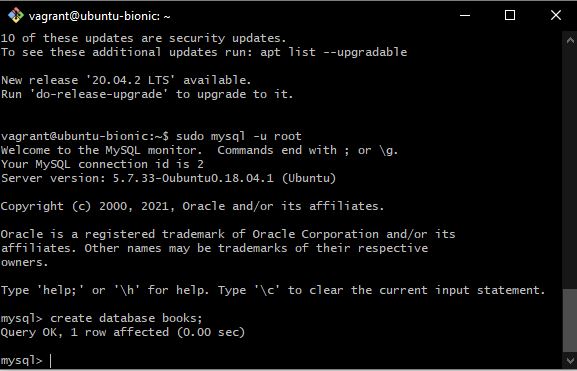 vagrant@ubuntu-bionic: ~
10 of these updates are security updates.
To see these additional updates run: apt list --upgradable
New release '20.04.2 LTS' available.
Run 'do-release-upgrade' to upgrade to it.
vagrant@ubuntu-bionic:~$ sudo mysql -u root
Welcome to the MySQL monitor.  Commands end with ; or \g.
Your MySQL connection id is 2
Server version: 5.7.33-0ubuntu0.18.04.1 (Ubuntu)
Copyright (c) 2000, 2021, Oracle and/or its affiliates.
Oracle is a registered trademark of Oracle Corporation and/or its
affiliates. Other names may be trademarks of their respective
owners.
Type 'help;' or '\h' for help. Type '\c' to clear the current input statement.
mysql> create database books;
Query OK, 1 row affected (0.00 sec)
mysql>